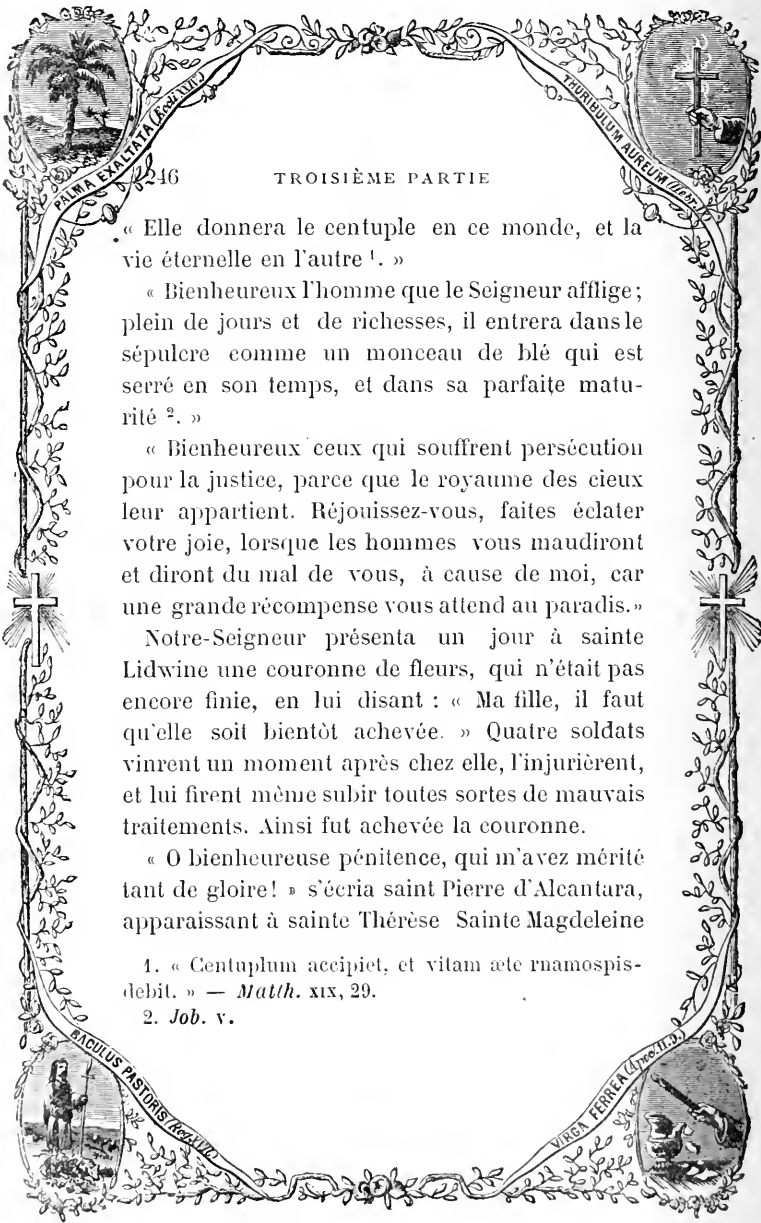 PALMA EXALTATA (Eccli. XXIV.)
THURIBULUM AUREUM (Hebr.
246 TROISIÈME PARTIE
« Elle donnera le centuple en ce monde, et la
vie éternelle en l'autre ¹. »
« Bienheureux l'homme que le Seigneur afflige ;
plein de jours et de richesses, il entrera dans le
sépulcre comme un monceau de blé qui est
serré en son temps, et dans sa parfaite matu-
rité ². »
« Bienheureux ceux qui souffrent persécution
pour la justice, parce que le royaume des cieux
leur appartient. Réjouissez-vous, faites éclater
votre joie, lorsque les hommes vous maudiront
et diront du mal de vous, à cause de moi, car
une grande récompense vous attend au paradis. »
Notre-Seigneur présenta un jour à sainte
Lidwine une couronne de fleurs, qui n'était pas
encore finie, en lui disant : « Ma fille, il faut
qu'elle soit bientôt achevée. » Quatre soldats
vinrent un moment après chez elle, l'injurièrent,
et lui firent même subir toutes sortes de mauvais
traitements. Ainsi fut achevée la couronne.
« O bienheureuse pénitence, qui m'avez mérité
tant de gloire ! » s'écria saint Pierre d'Alcantara,
apparaissant à sainte Thérèse Sainte Magdeleine
1. « Centuplum accipiet, et vitam æte rnamospis-
debit. » — Matth. XIX, 29.
2. Job. V.
BACULUS PASTORIS
VIRGA FERREA (Apoc. II.)